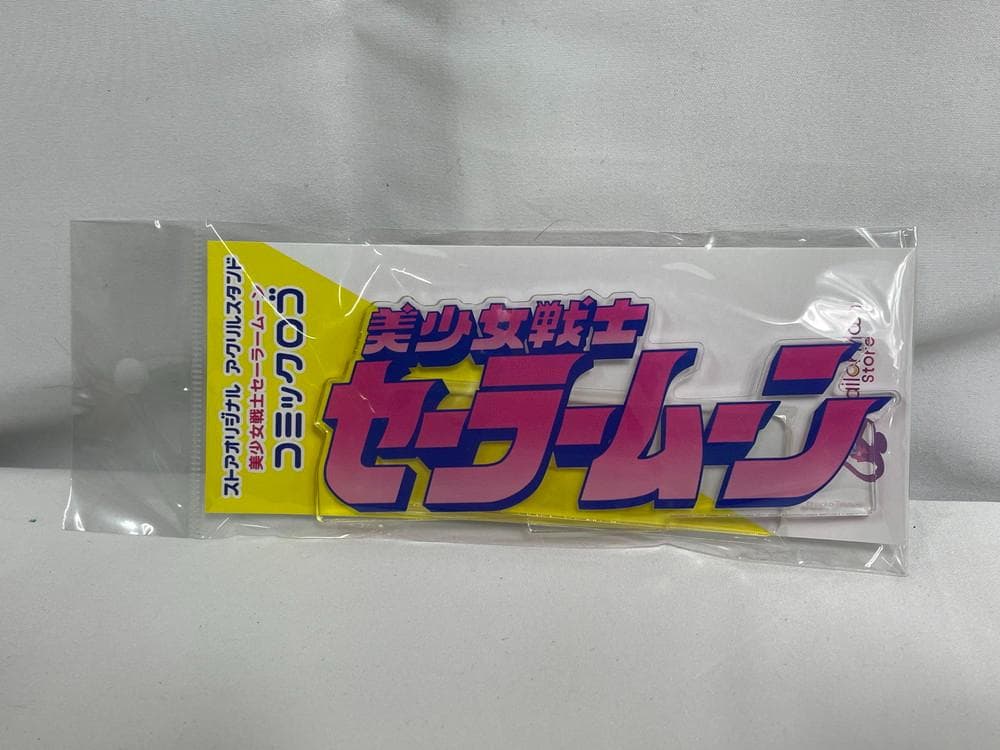 ストアオリジナル アクリルスタンド
美少女戦士セーラームーン
コミックロゴ
美少女戦士
セーラームーン
Store